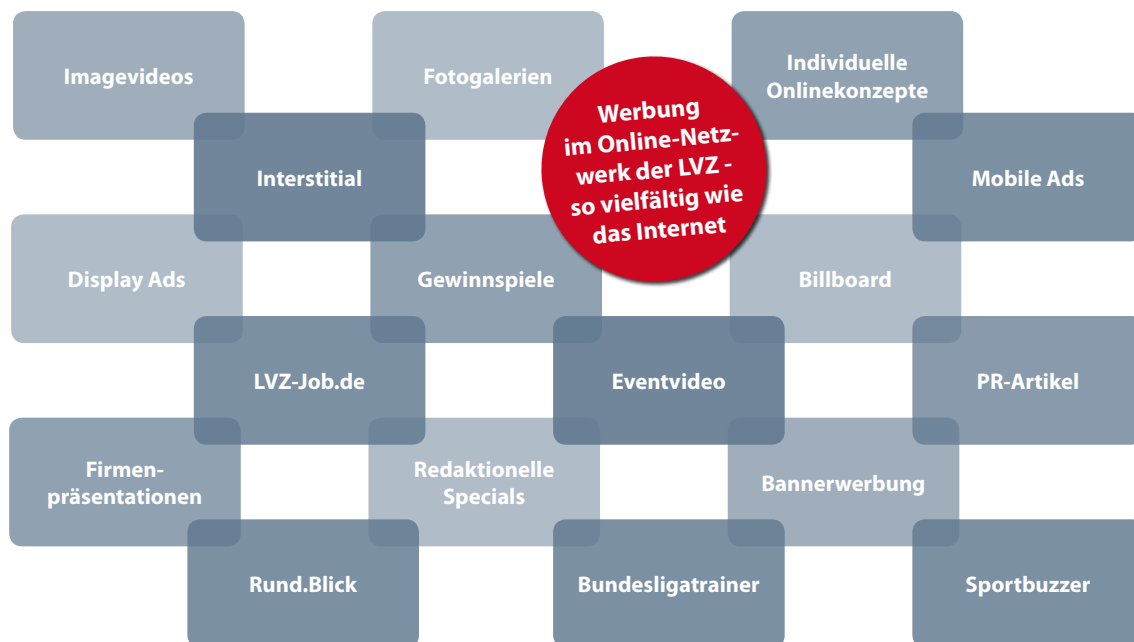 Imagevideos
Fotogalerien
Individuelle
Onlinekonzepte
Werbung
im Online-Netz-
werk der LVZ -
so vielfältig wie
das Internet
Interstitial
Mobile Ads
Display Ads
Gewinnspiele
Billboard
LVZ-Job.de
Eventvideo
PR-Artikel
Firmen-
präsentationen
Redaktionelle
Specials
Bannerwerbung
Rund.Blick
Bundesligatrainer
Sportbuzzer